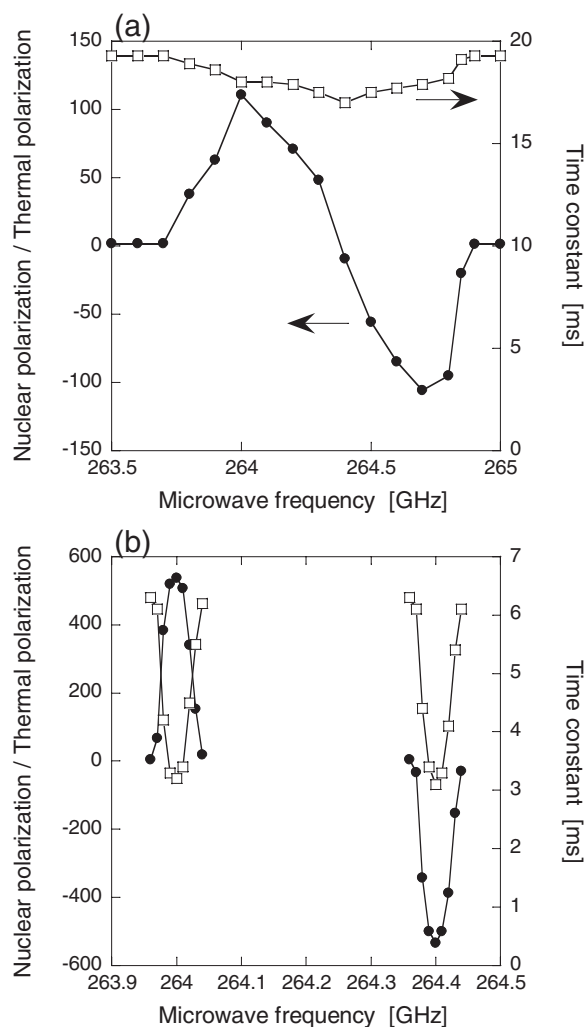 (a)
Nuclear polarization / Thermal polarization
150
100
50
0
-50
-100
-150
20
15
10
5
0
Time constant [ms]
263.5 264 264.5 265
Microwave frequency [GHz]
(b)
Nuclear polarization / Thermal polarization
600
400
200
0
-200
-400
-600
7
6
5
4
3
2
1
0
Time constant [ms]
263.9 264 264.1 264.2 264.3 264.4 264.5
Microwave frequency [GHz]